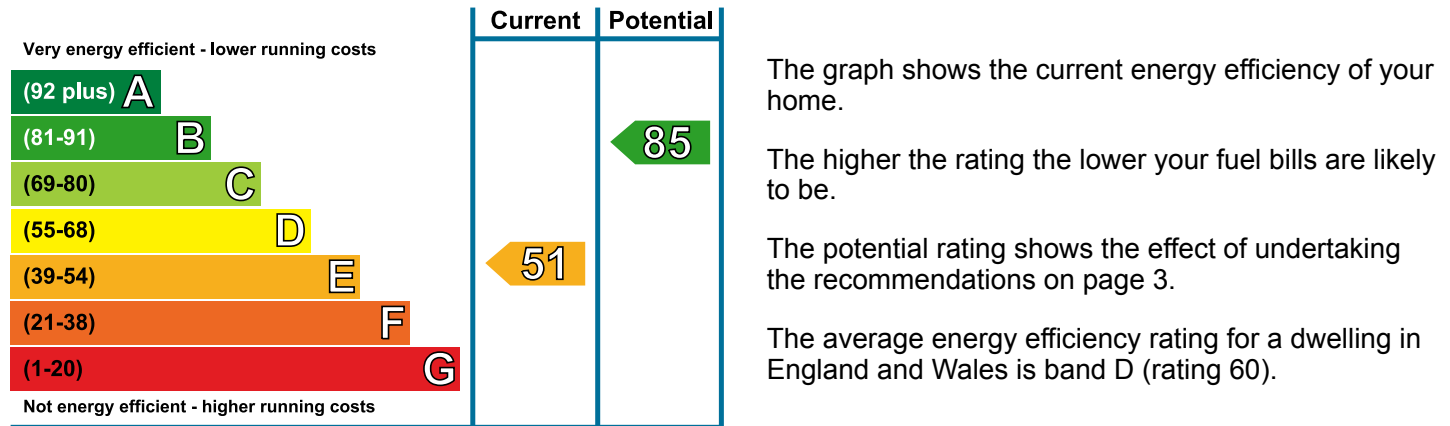 Current Potential
Very energy efficient - lower running costs
(92 plus) A
(81-91) B
85
(69-80) C
(55-68) D
(39-54) E
51
(21-38) F
(1-20) G
Not energy efficient - higher running costs
The graph shows the current energy efficiency of your
home.
The higher the rating the lower your fuel bills are likely
to be.
The potential rating shows the effect of undertaking
the recommendations on page 3.
The average energy efficiency rating for a dwelling in
England and Wales is band D (rating 60).